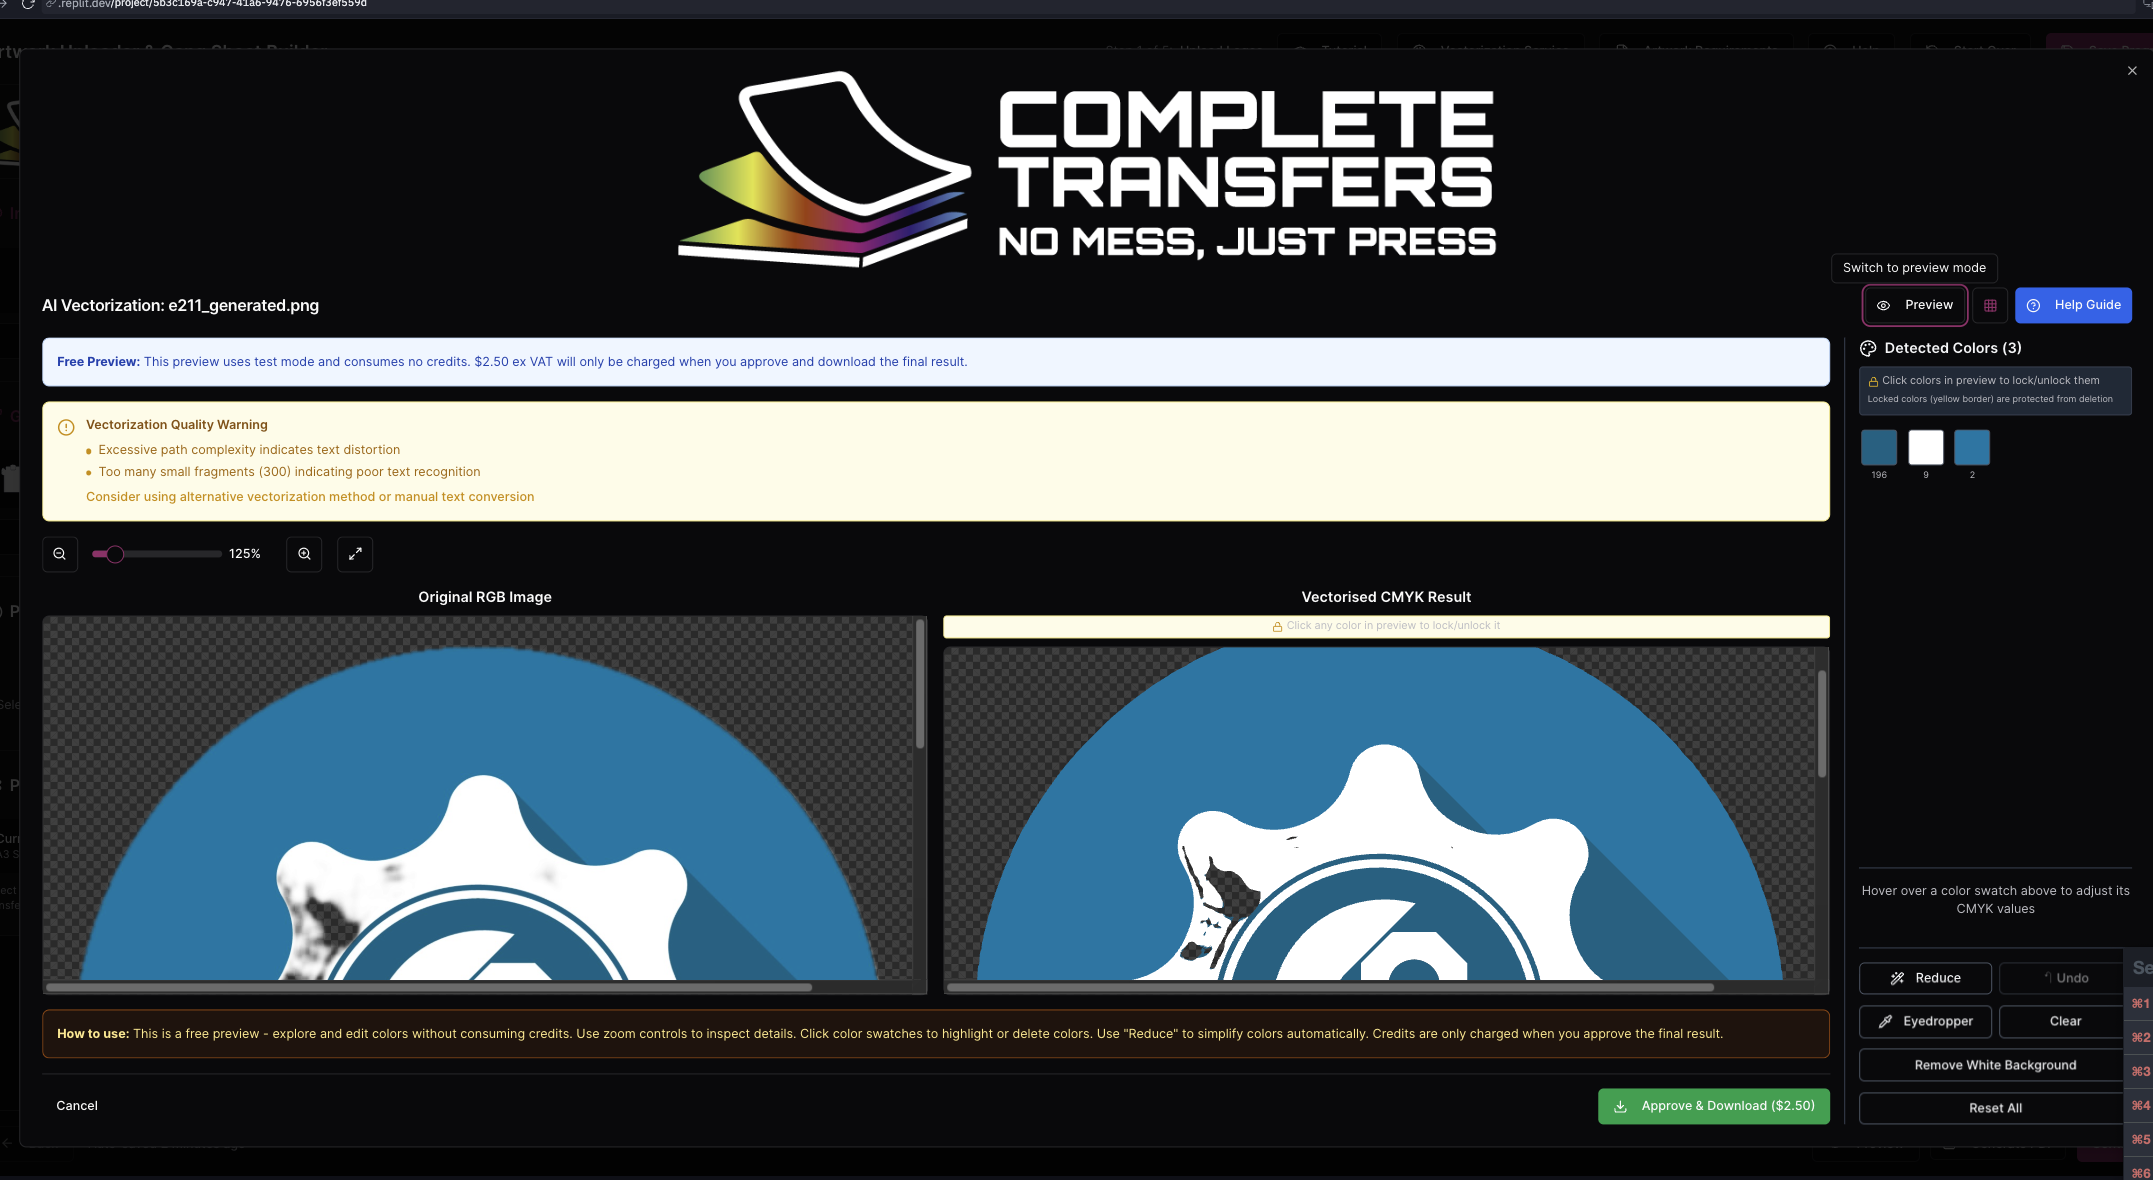 .replit.dev/project/5b3c169a-c947-41a6-9476-6956f3ef559d
COMPLETE
TRANSFERS
NO MESS, JUST PRESS
Switch to preview mode
AI Vectorization: e211_generated.png
Preview
Help Guide
Free Preview: This preview uses test mode and consumes no credits. $2.50 ex VAT will only be charged when you approve and download the final result.
Vectorization Quality Warning
Excessive path complexity indicates text distortion
Too many small fragments (300) indicating poor text recognition
Consider using alternative vectorization method or manual text conversion
125%
Original RGB Image
Vectorised CMYK Result
Click any color in preview to lock/unlock it
Detected Colors (3)
Click colors in preview to lock/unlock them
Locked colors (yellow border) are protected from deletion
196
9
2
Hover over a color swatch above to adjust its
CMYK values
Reduce
Undo
Eyedropper
Clear
Remove White Background
Reset All
How to use: This is a free preview - explore and edit colors without consuming credits. Use zoom controls to inspect details. Click color swatches to highlight or delete colors. Use "Reduce" to simplify colors automatically. Credits are only charged when you approve the final result.
Cancel
Approve & Download ($2.50)
⌘1
⌘2
⌘3
⌘4
⌘5
⌘6